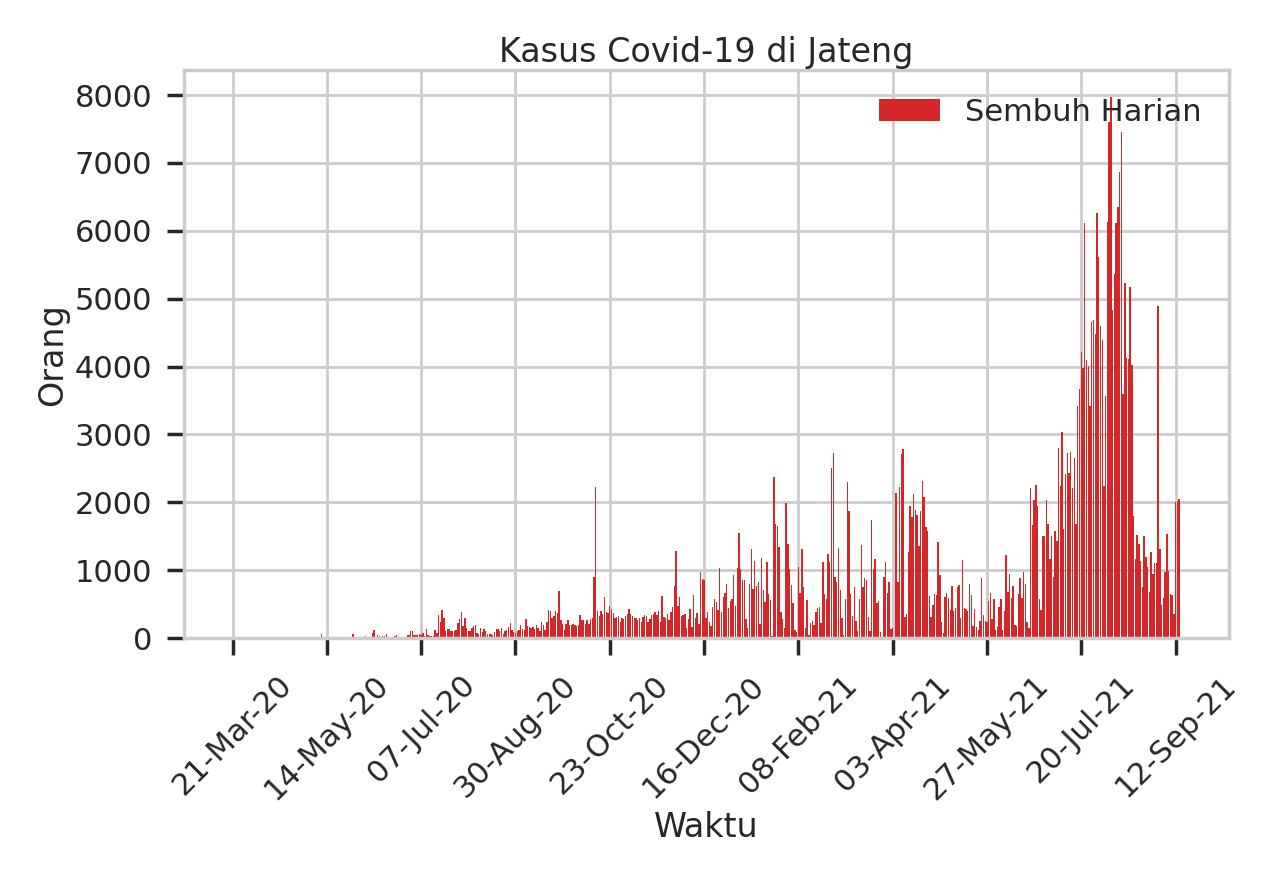 Kasus Covid-19 di Jateng
Sembuh Harian
Orang
8000
7000
6000
5000
4000
3000
2000
1000
0
21-Mar-20
14-May-20
07-Jul-20
30-Aug-20
23-Oct-20
16-Dec-20
08-Feb-21
03-Apr-21
27-May-21
20-Jul-21
12-Sep-21
Waktu